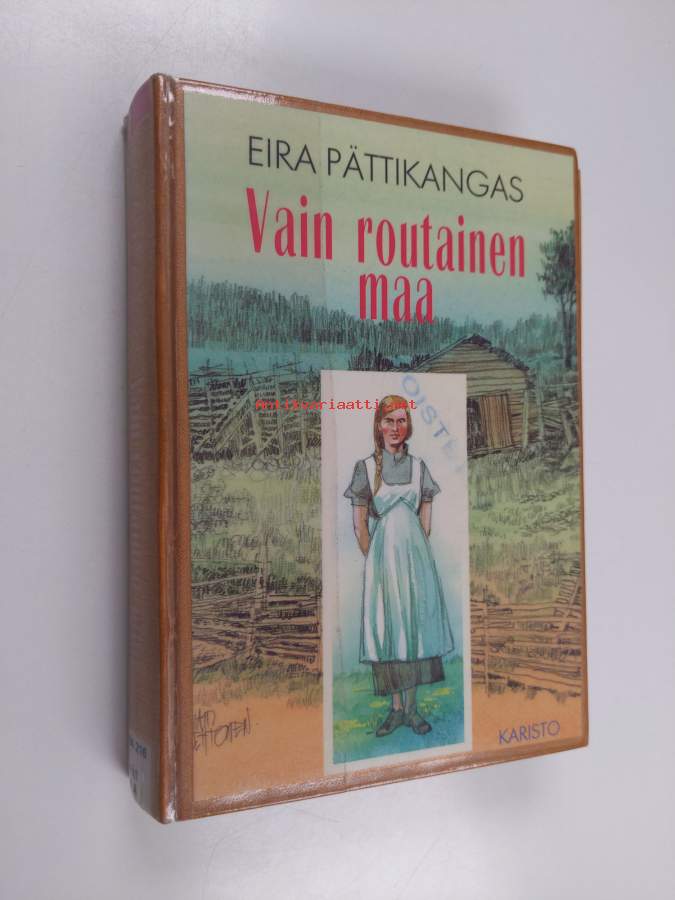 EIRA PÄTTIKANGAS
Vain routainen
maa
Antikvariaatti.net
KARISTO